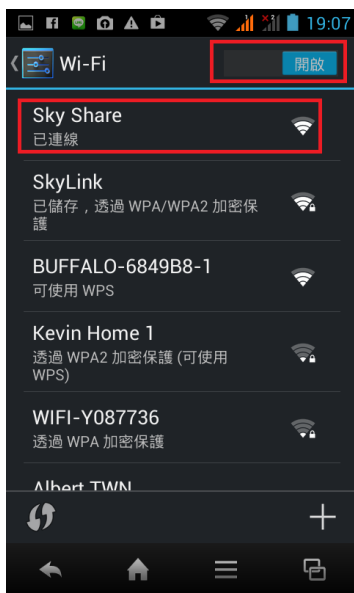 19:07
Wi-Fi
開啟
Sky Share
已連線
SkyLink
已儲存，透過 WPA/WPA2 加密保
護
BUFFALO-6849B8-1
可使用 WPS
Kevin Home 1
透過 WPA2 加密保護 (可使用
WPS)
WIFI-Y087736
透過 WPA 加密保護
Albert TWN